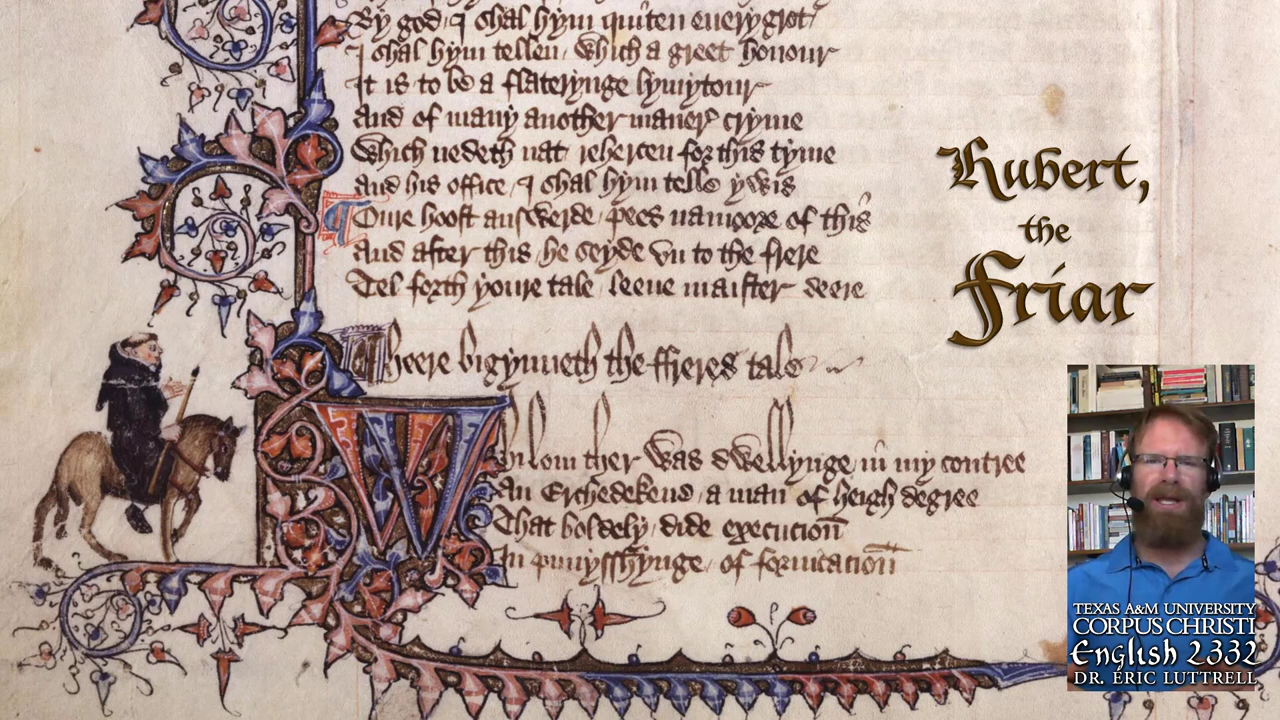 By god I shal hym quiten euery grot
I shal hym tellen which a greet honour
It is to be a flaterynge lymytour
And of many another maner cryme
Which nedeth nat rehercen for this tyme
And his office I shal hym telle ywis
Oure hoost answerde pees namoore of this
And after this he seyde vn to the frere
Tel forth youre tale leeue maister deere
Heere bigynneth the ffreres tale
Whilom ther was dwellynge in my contree
An Erchedekene a man of heigh degree
That boldely dide execucion
In punysshynge of fornicacion
Hubert,
the
Friar
TEXAS A&M UNIVERSITY
CORPUS CHRISTI
English 2332
DR. ERIC LUTTRELL